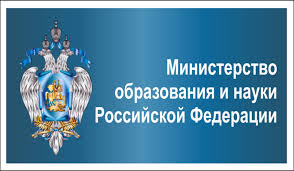 Министерство
образования и науки
Российской Федерации